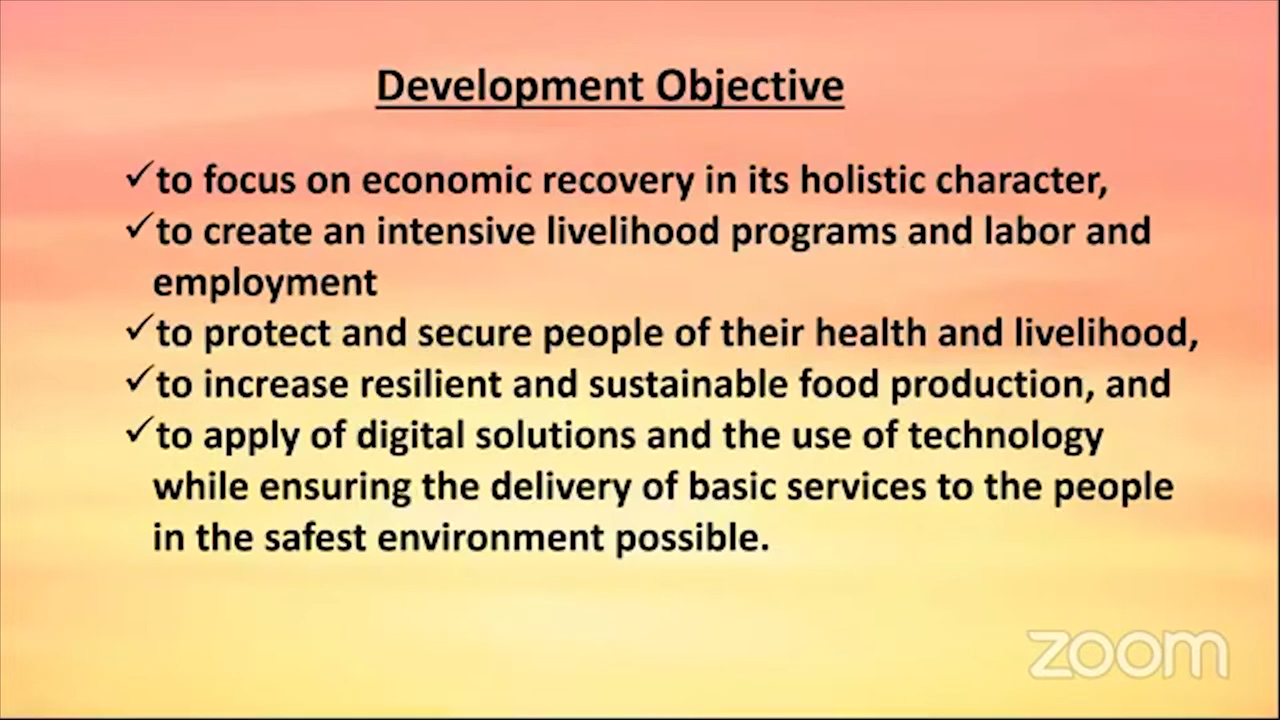 Development Objective
✓to focus on economic recovery in its holistic character,
✓to create an intensive livelihood programs and labor and
employment
✓to protect and secure people of their health and livelihood,
✓to increase resilient and sustainable food production, and
✓to apply of digital solutions and the use of technology
while ensuring the delivery of basic services to the people
in the safest environment possible.
zoom